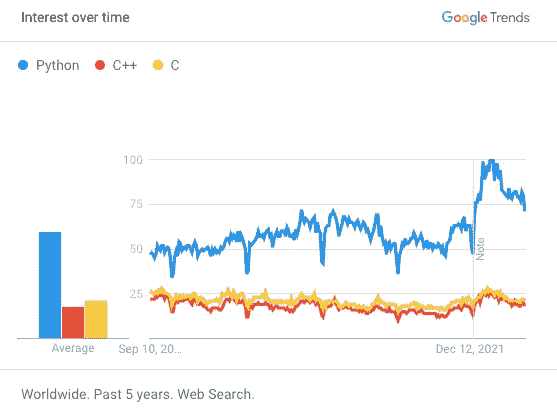 Interest over time
Google Trends
Python C++ C
100
75
50
25
Note
Average
Sep 10, 20...
Dec 12, 2021
Worldwide. Past 5 years. Web Search.